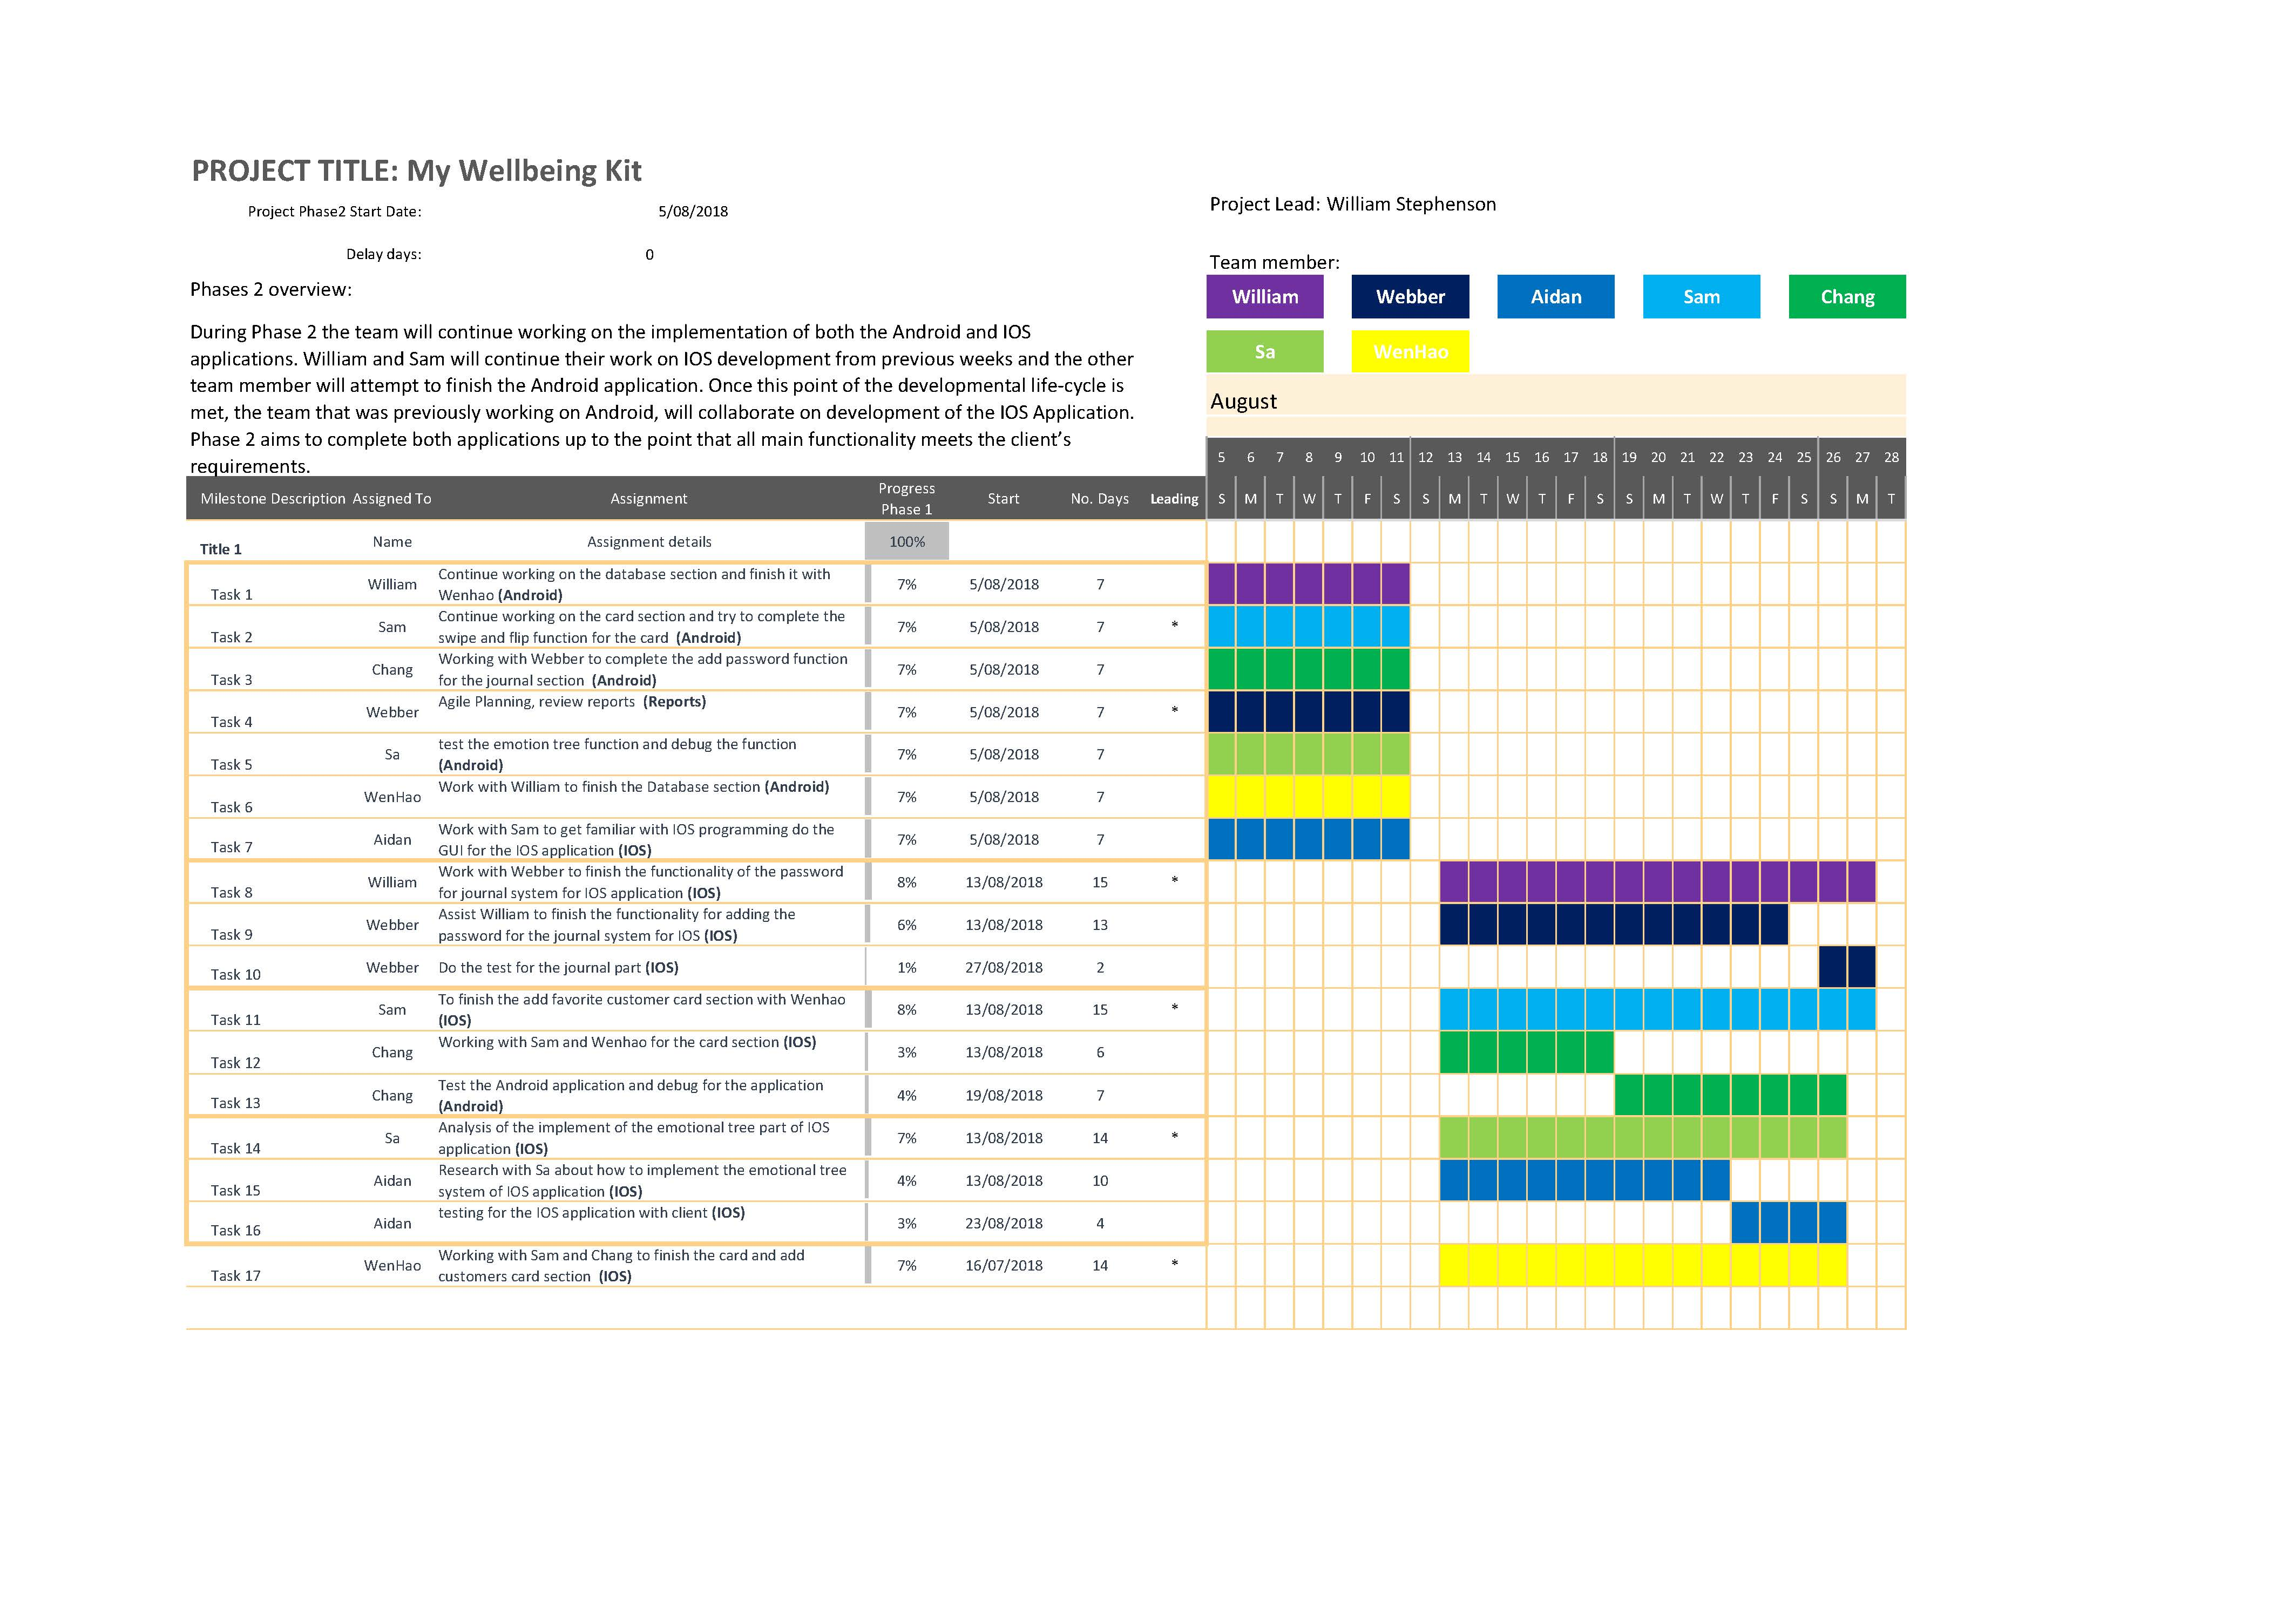 PROJECT TITLE: My Wellbeing Kit
Project Phase2 Start Date: 5/08/2018
Delay days: 0
Phases 2 overview:
During Phase 2 the team will continue working on the implementation of both the Android and IOS
applications. William and Sam will continue their work on IOS development from previous weeks and the other
team member will attempt to finish the Android application. Once this point of the developmental life-cycle is
met, the team that was previously working on Android, will collaborate on development of the IOS Application.
Phase 2 aims to complete both applications up to the point that all main functionality meets the client's
requirements.
Project Lead: William Stephenson
Team member:
William Webber Aidan Sam Chang
Sa WenHao
August
5 6 7 8 9 10 11 12 13 14 15 16 17 18 19 20 21 22 23 24 25 26 27 28
Milestone Description Assigned To Assignment Progress Phase 1 Start No. Days Leading S M T W T F S S M T W T F S S M T W T F S S M T
Title 1 Name Assignment details 100%
Task 1 William Continue working on the database section and finish it with
Wenhao (Android) 7% 5/08/2018 7
Task 2 Sam Continue working on the card section and try to complete the
swipe and flip function for the card (Android) 7% 5/08/2018 7 *
Task 3 Chang Working with Webber to complete the add password function
for the journal section (Android) 7% 5/08/2018 7
Task 4 Webber Agile Planning, review reports (Reports) 7% 5/08/2018 7 *
Task 5 Sa test the emotion tree function and debug the function
(Android) 7% 5/08/2018 7
Task 6 WenHao Work with William to finish the Database section (Android) 7% 5/08/2018 7
Task 7 Aidan Work with Sam to get familiar with IOS programming do the
GUI for the IOS application (IOS) 7% 5/08/2018 7
Task 8 William Work with Webber to finish the functionality of the password
for journal system for IOS application (IOS) 8% 13/08/2018 15 *
Task 9 Webber Assist William to finish the functionality for adding the
password for the journal system for IOS (IOS) 6% 13/08/2018 13
Task 10 Webber Do the test for the journal part (IOS) 1% 27/08/2018 2
Task 11 Sam To finish the add favorite customer card section with Wenhao
(IOS) 8% 13/08/2018 15 *
Task 12 Chang Working with Sam and Wenhao for the card section (IOS) 3% 13/08/2018 6
Task 13 Chang Test the Android application and debug for the application
(Android) 4% 19/08/2018 7
Task 14 Sa Analysis of the implement of the emotional tree part of IOS
application (IOS) 7% 13/08/2018 14 *
Task 15 Aidan Research with Sa about how to implement the emotional tree
system of IOS application (IOS) 4% 13/08/2018 10
Task 16 Aidan testing for the IOS application with client (IOS) 3% 23/08/2018 4
Task 17 WenHao Working with Sam and Chang to finish the card and add
customers card section (IOS) 7% 16/07/2018 14 *